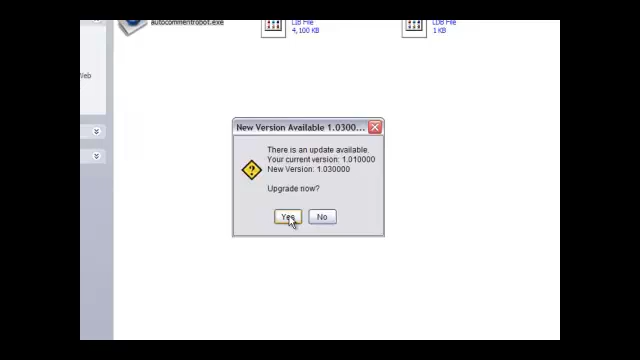 autocommentrobot.exe
LIB File
4,100 KB
LDB File
1 KB
Web
New Version Available 1.0300...
There is an update available.
Your current version: 1.010000
New Version: 1.030000
Upgrade now?
Yes
No